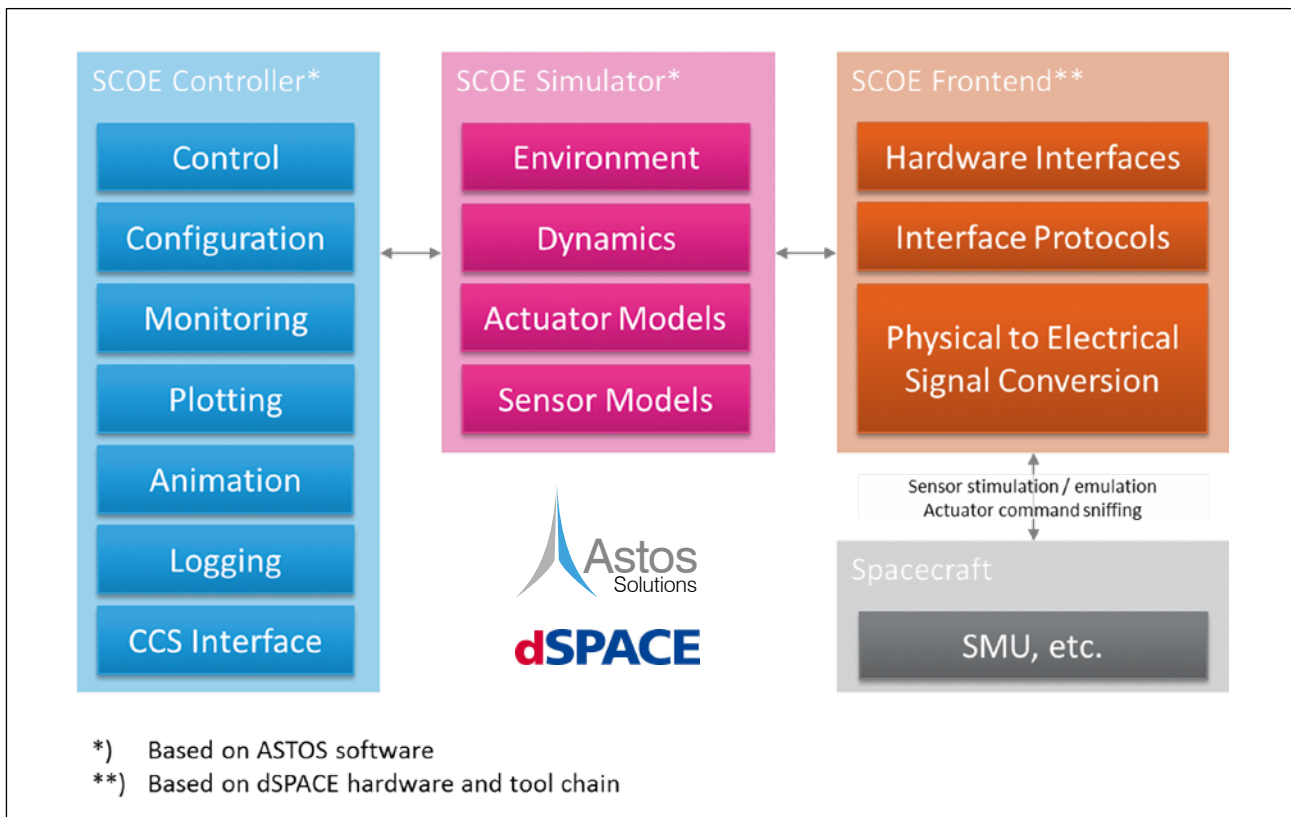 SCOE Controller*
Control
Configuration
Monitoring
Plotting
Animation
Logging
CCS Interface
SCOE Simulator*
Environment
Dynamics
Actuator Models
Sensor Models
SCOE Frontend**
Hardware Interfaces
Interface Protocols
Physical to Electrical
Signal Conversion
Sensor stimulation / emulation
Actuator command sniffing
Spacecraft
SMU, etc.
Astos
Solutions
dSPACE
*) Based on ASTOS software
**) Based on dSPACE hardware and tool chain